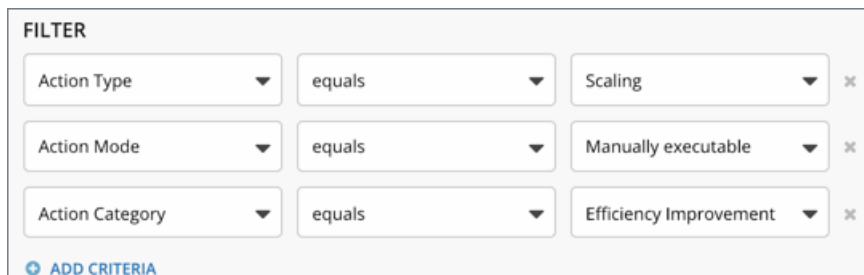 FILTER
Action Type equals Scaling
Action Mode equals Manually executable
Action Category equals Efficiency Improvement
ADD CRITERIA